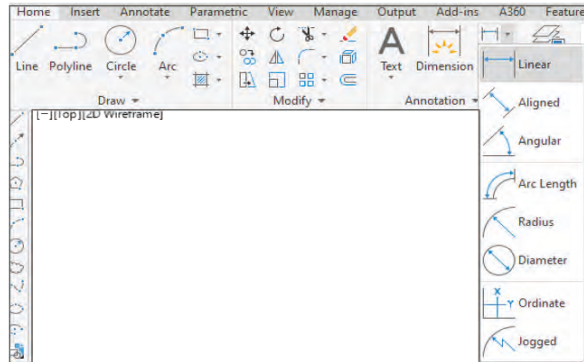 Home Insert Annotate Parametric View Manage Output Add-ins A360 Feature
Line Polyline Circle Arc Text Dimension
Draw Modify Annotation
[−][Top][2D Wireframe]
Linear
Aligned
Angular
Arc Length
Radius
Diameter
X
Y Ordinate
Jogged